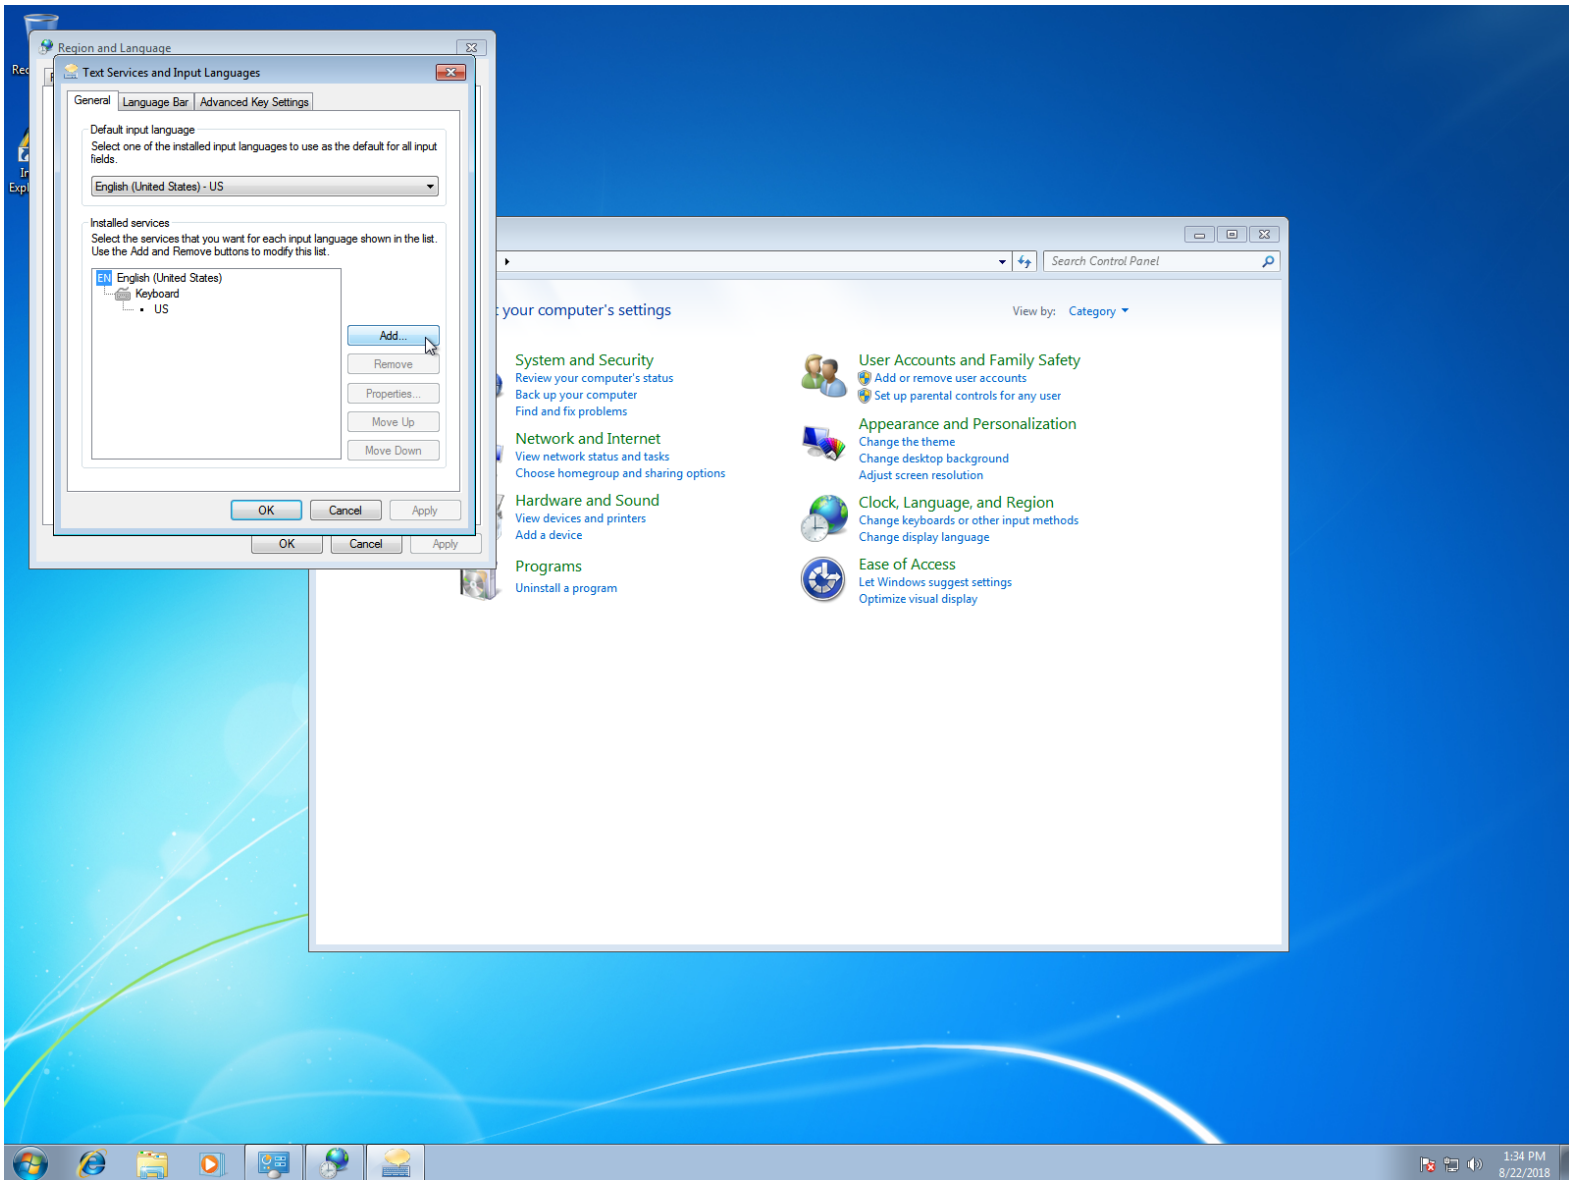 Region and Language
Text Services and Input Languages
General
Language Bar
Advanced Key Settings
Default input language
Select one of the installed input languages to use as the default for all input
fields.
English (United States) - US
Installed services
Select the services that you want for each input language shown in the list.
Use the Add and Remove buttons to modify this list.
EN English (United States)
Keyboard
US
Add...
Remove
Properties...
Move Up
Move Down
OK
Cancel
Apply
OK
Cancel
Apply
Search Control Panel
your computer's settings
View by: Category
System and Security
Review your computer's status
Back up your computer
Find and fix problems
Network and Internet
View network status and tasks
Choose homegroup and sharing options
Hardware and Sound
View devices and printers
Add a device
Programs
Uninstall a program
User Accounts and Family Safety
Add or remove user accounts
Set up parental controls for any user
Appearance and Personalization
Change the theme
Change desktop background
Adjust screen resolution
Clock, Language, and Region
Change keyboards or other input methods
Change display language
Ease of Access
Let Windows suggest settings
Optimize visual display
1:34 PM
8/22/2018